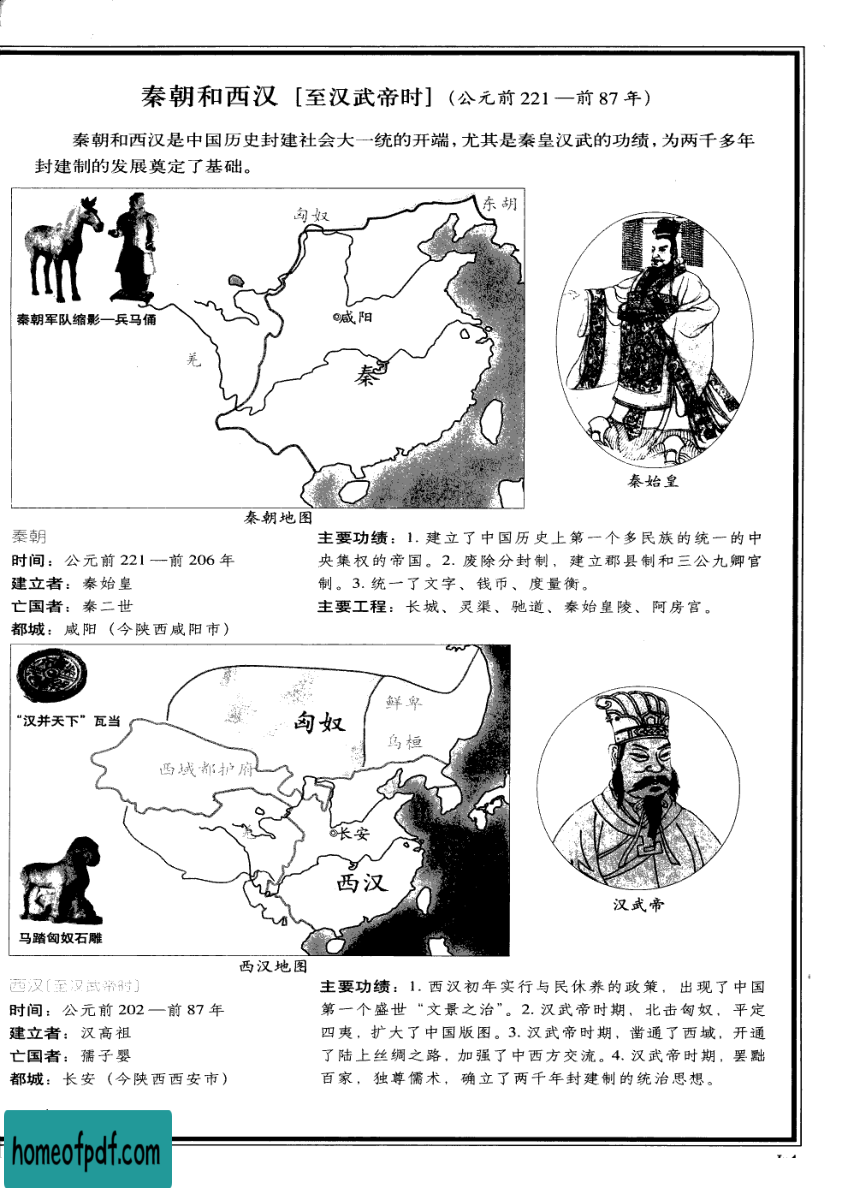 秦朝和西汉［至汉武帝时］（公元前221—前87年）
秦朝和西汉是中国历史封建社会大一统的开端，尤其是秦皇汉武的功绩，为两千多年
封建制的发展奠定了基础。
匈奴
东胡
秦朝军队缩影—兵马俑
咸阳
羌
秦
秦始皇
秦朝地图
秦朝
时间：公元前221—前206年
建立者：秦始皇
亡国者：秦二世
都城：咸阳（今陕西咸阳市）
主要功绩：1. 建立了中国历史上第一个多民族的统一的中
央集权的帝国。2. 废除分封制，建立郡县制和三公九卿官
制。3. 统一了文字、钱币、度量衡。
主要工程：长城、灵渠、驰道、秦始皇陵、阿房宫。
“汉并天下”瓦当
匈奴
鲜卑
乌桓
西域都护府
长安
西汉
马踏匈奴石雕
汉武帝
西汉地图
西汉［至汉武帝时］
时间：公元前202—前87年
建立者：汉高祖
亡国者：孺子婴
都城：长安（今陕西西安市）
主要功绩：1. 西汉初年实行与民休养的政策，出现了中国
第一个盛世“文景之治”。2. 汉武帝时期，北击匈奴，平定
四夷，扩大了中国版图。3. 汉武帝时期，凿通了西域，开通
了陆上丝绸之路，加强了中西方交流。4. 汉武帝时期，罢黜
百家，独尊儒术，确立了两千年封建制的统治思想。
homeofpdf.com